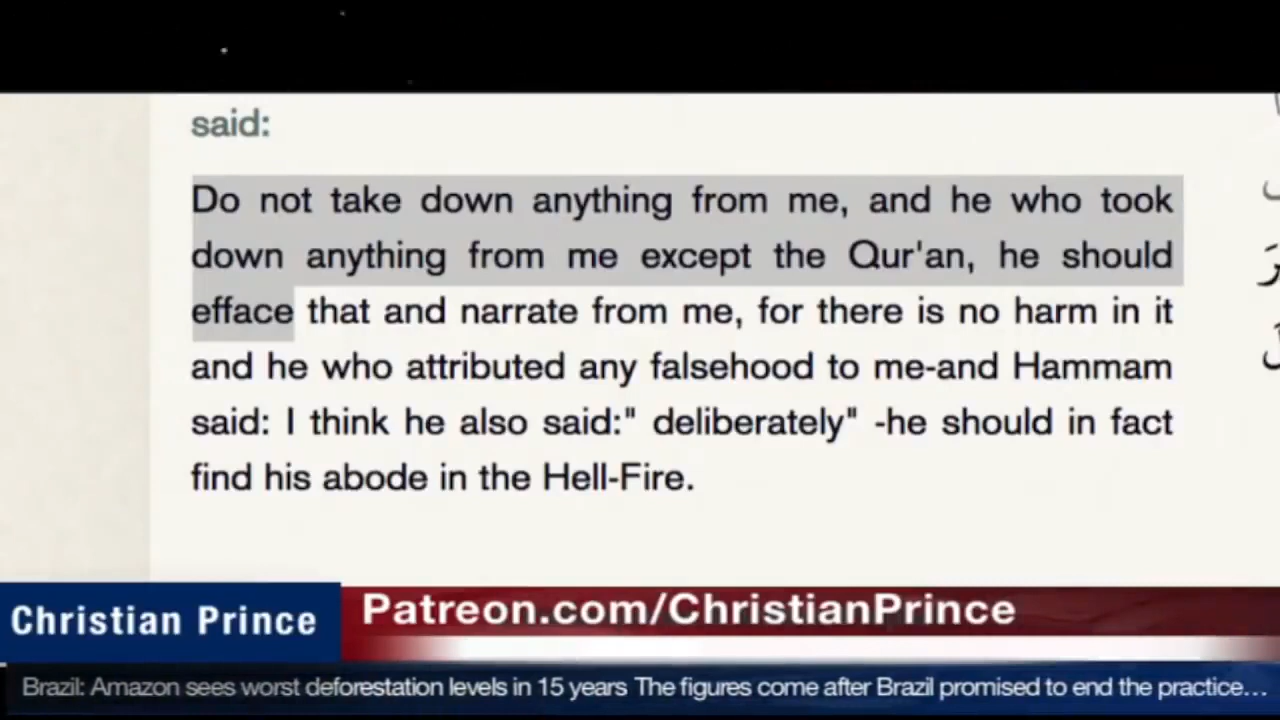 said:
Do not take down anything from me, and he who took
down anything from me except the Qur'an, he should
efface that and narrate from me, for there is no harm in it
and he who attributed any falsehood to me-and Hammam
said: I think he also said:" deliberately" -he should in fact
find his abode in the Hell-Fire.
Christian Prince
Patreon.com/ChristianPrince
Brazil: Amazon sees worst deforestation levels in 15 years The figures come after Brazil promised to end the practice...